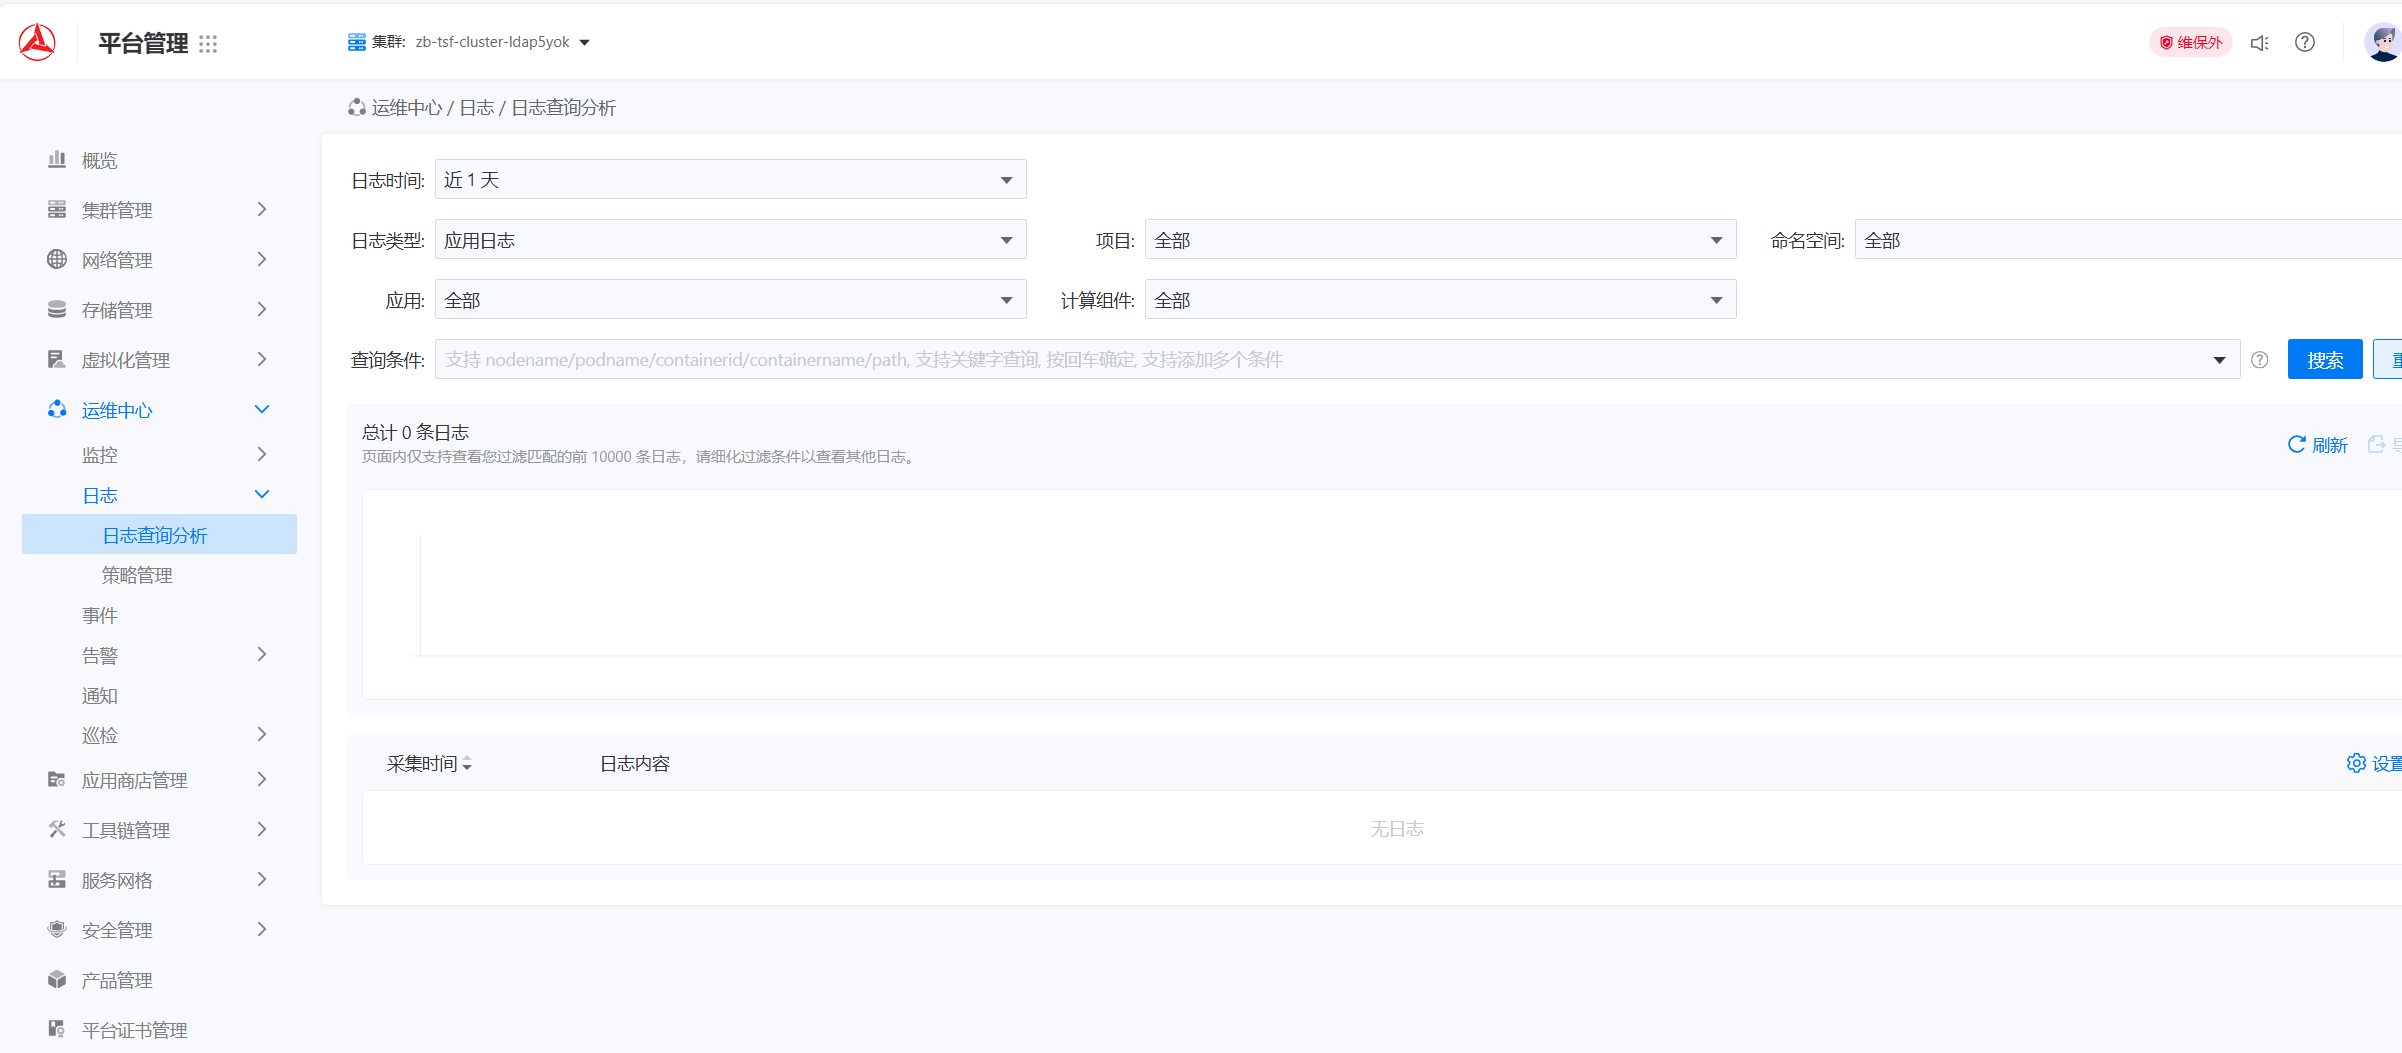 平台管理
集群: zb-tsf-cluster-ldap5yok
维保外
运维中心 / 日志 / 日志查询分析
概览
集群管理
网络管理
存储管理
虚拟化管理
运维中心
监控
日志
日志查询分析
策略管理
事件
告警
通知
巡检
应用商店管理
工具链管理
服务网格
安全管理
产品管理
平台证书管理
日志时间: 近 1 天
日志类型: 应用日志
项目: 全部
命名空间: 全部
应用: 全部
计算组件: 全部
查询条件: 支持 nodename/podname/containerid/containername/path, 支持关键字查询, 按回车确定, 支持添加多个条件
搜索
总计 0 条日志
页面内仅支持查看您过滤匹配的前 10000 条日志，请细化过滤条件以查看其他日志。
刷新
采集时间
日志内容
设置
无日志